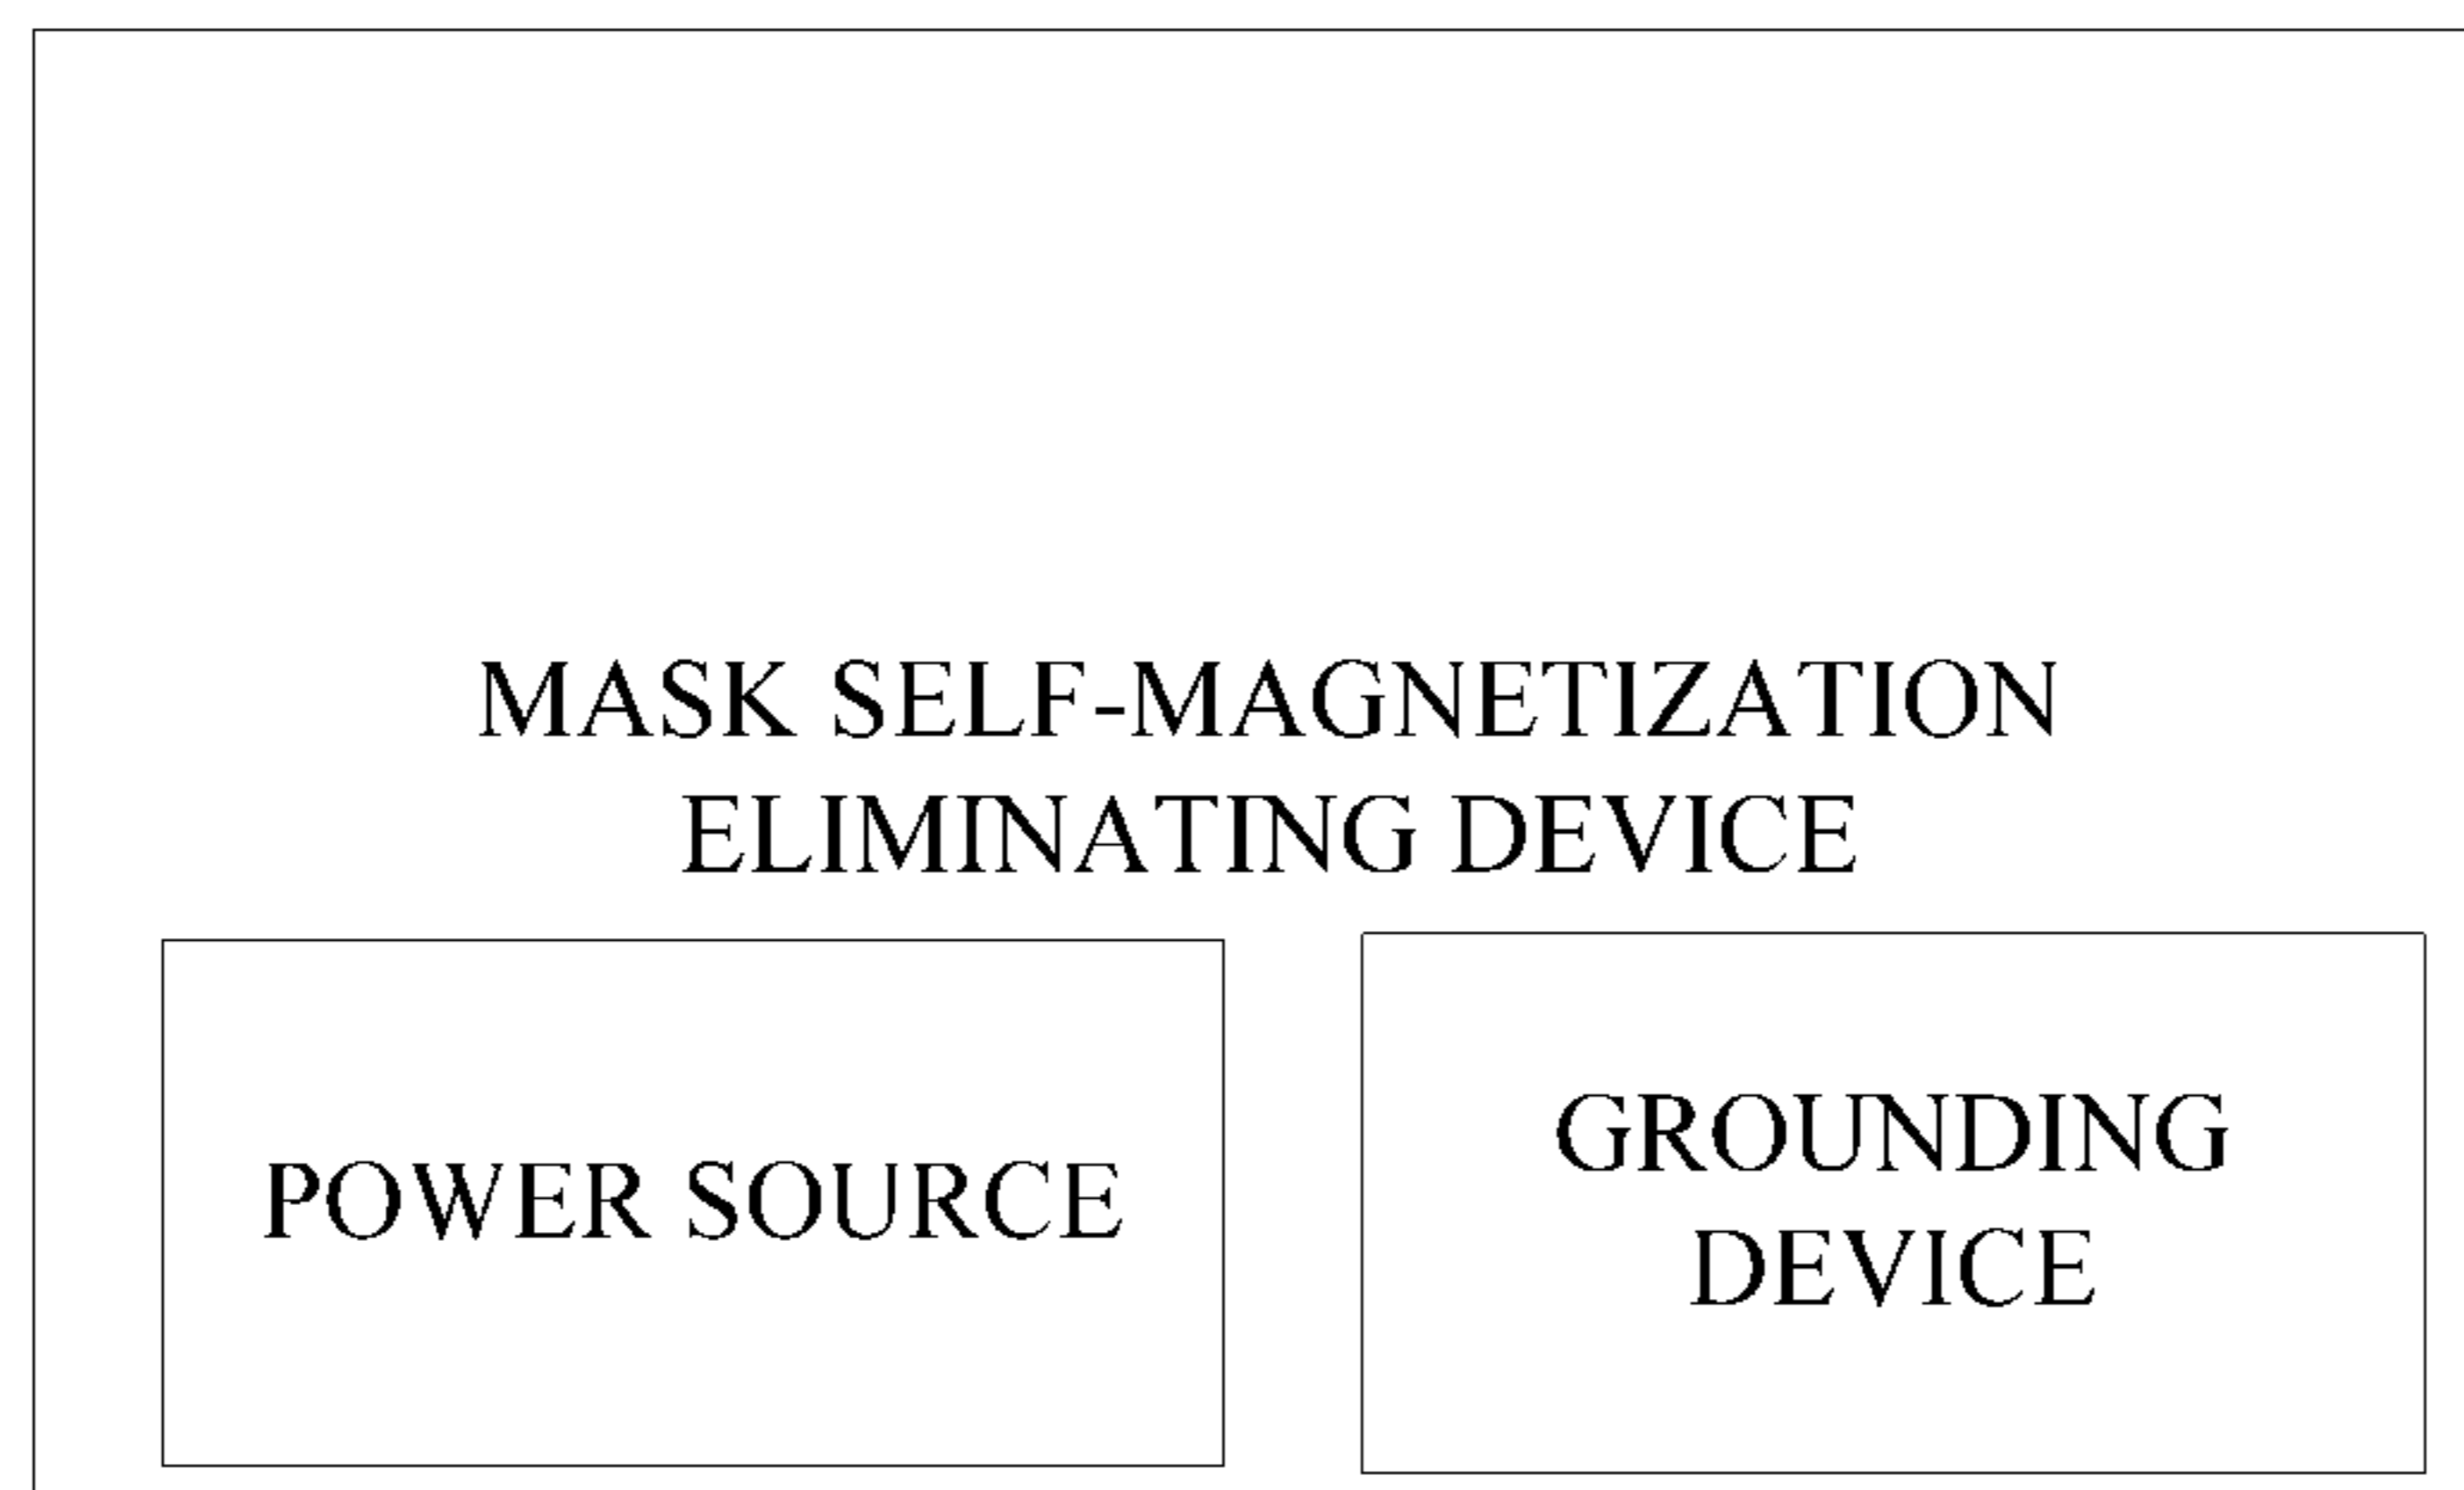 MASK SELF-MAGNETIZATION
ELIMINATING DEVICE
POWER SOURCE
GROUNDING
DEVICE